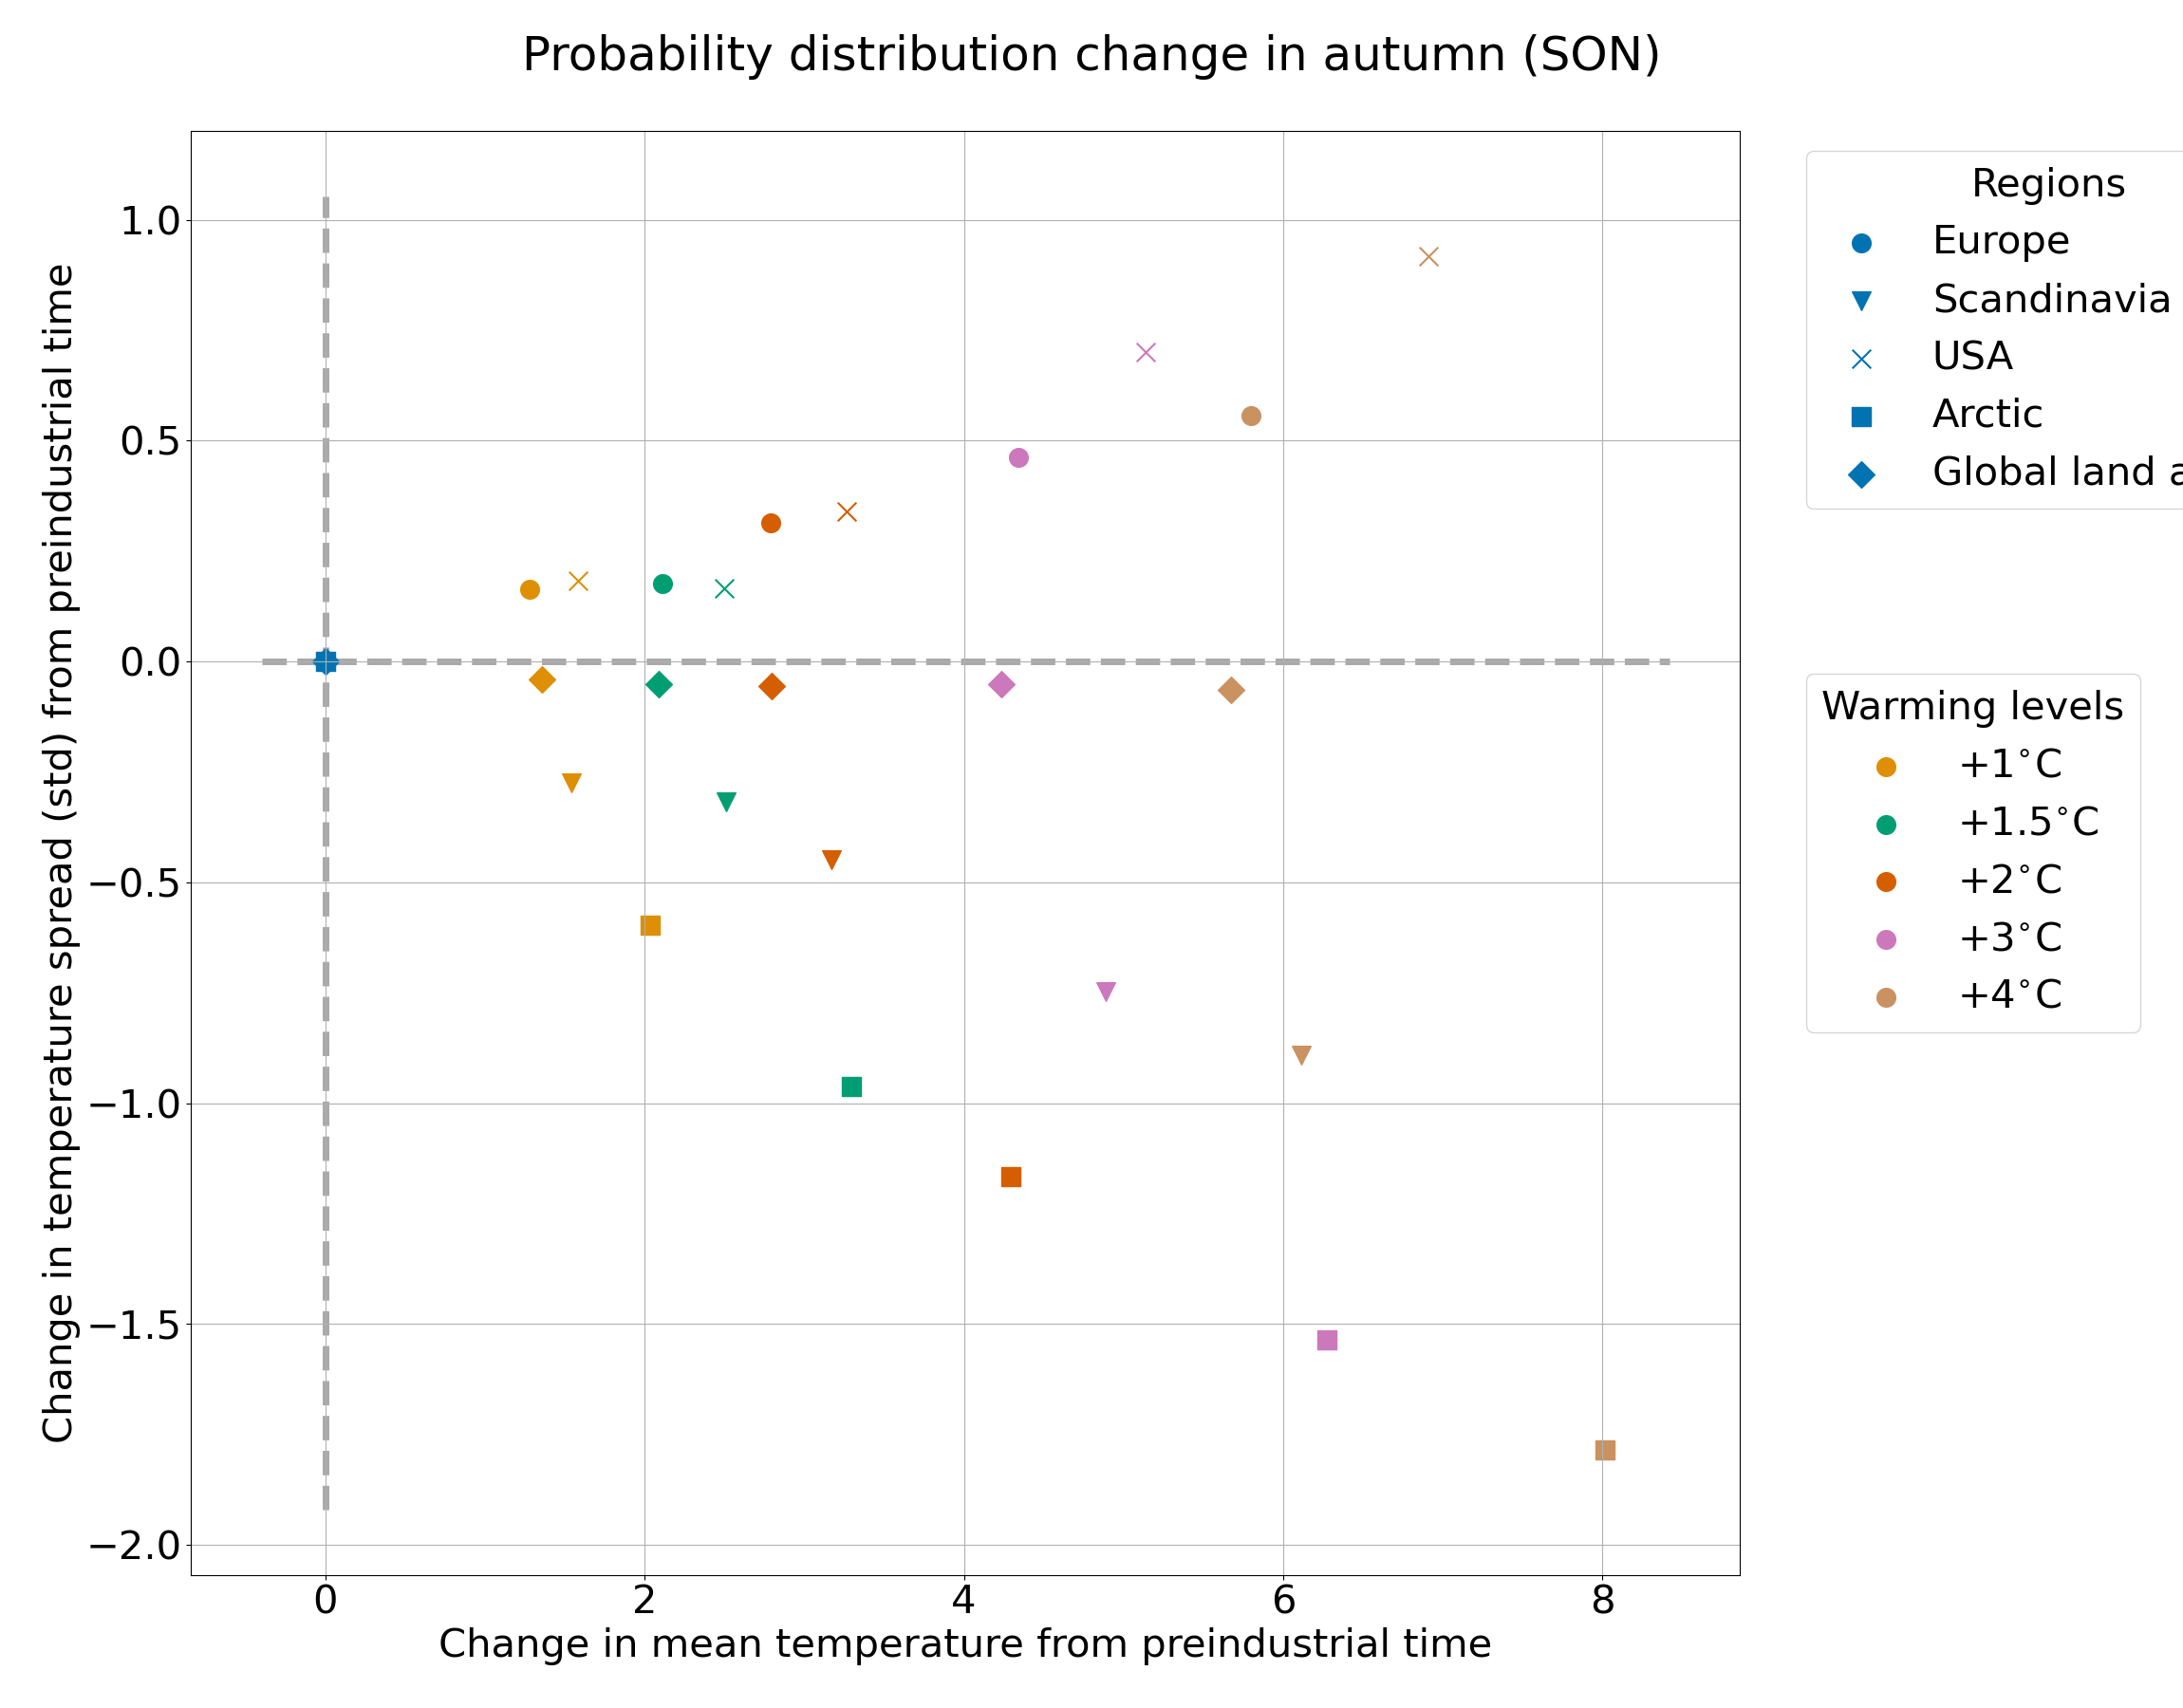 Probability distribution change in autumn (SON)
Change in temperature spread (std) from preindustrial time
1.0
0.5
0.0
−0.5
−1.0
−1.5
−2.0
0 2 4 6 8
Change in mean temperature from preindustrial time
Regions
Europe
Scandinavia
USA
Arctic
Global land
Warming levels
+1°C
+1.5°C
+2°C
+3°C
+4°C